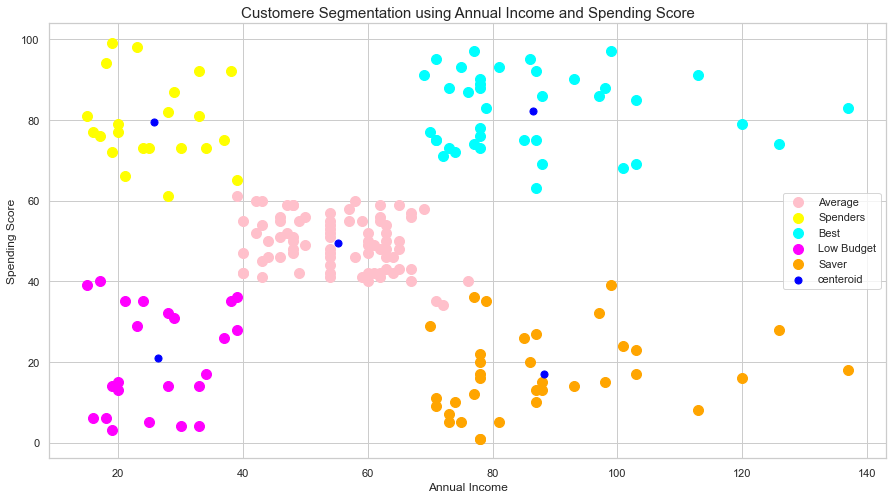 Customere Segmentation using Annual Income and Spending Score
100
80
60
40
20
0
Spending Score
20
40
60
80
100
120
140
Annual Income
Average
Spenders
Best
Low Budget
Saver
œnteroid